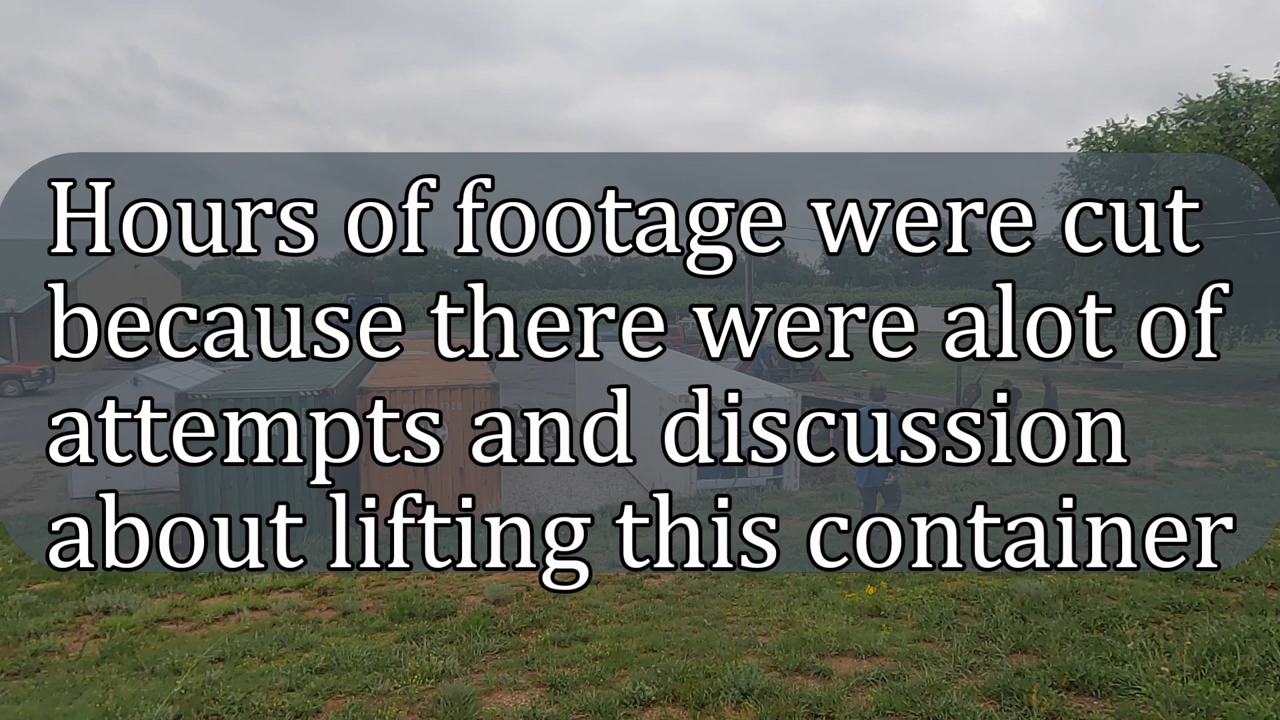 Hours of footage were cut
because there were alot of
attempts and discussion
about lifting this container